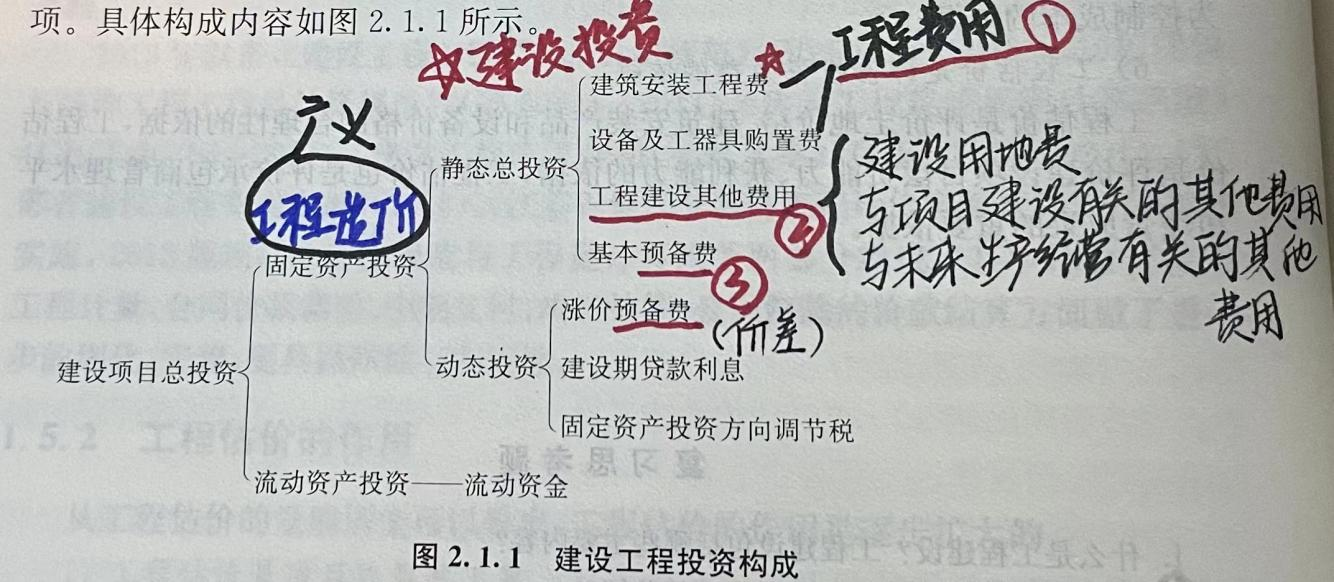 项。具体构成内容如图 2.1.1 所示。
☆建设投资
工程费用 ①
建筑安装工程费
广义
设备及工器具购置费
建设用地费
静态总投资
工程建设其他费用 ②
与项目建设有关的其他费用
工程造价
基本预备费
与未来生产经营有关的其他
费用
固定资产投资
③
涨价预备费
(价差)
建设项目总投资
动态投资
建设期贷款利息
固定资产投资方向调节税
流动资产投资——流动资金
图 2.1.1 建设工程投资构成